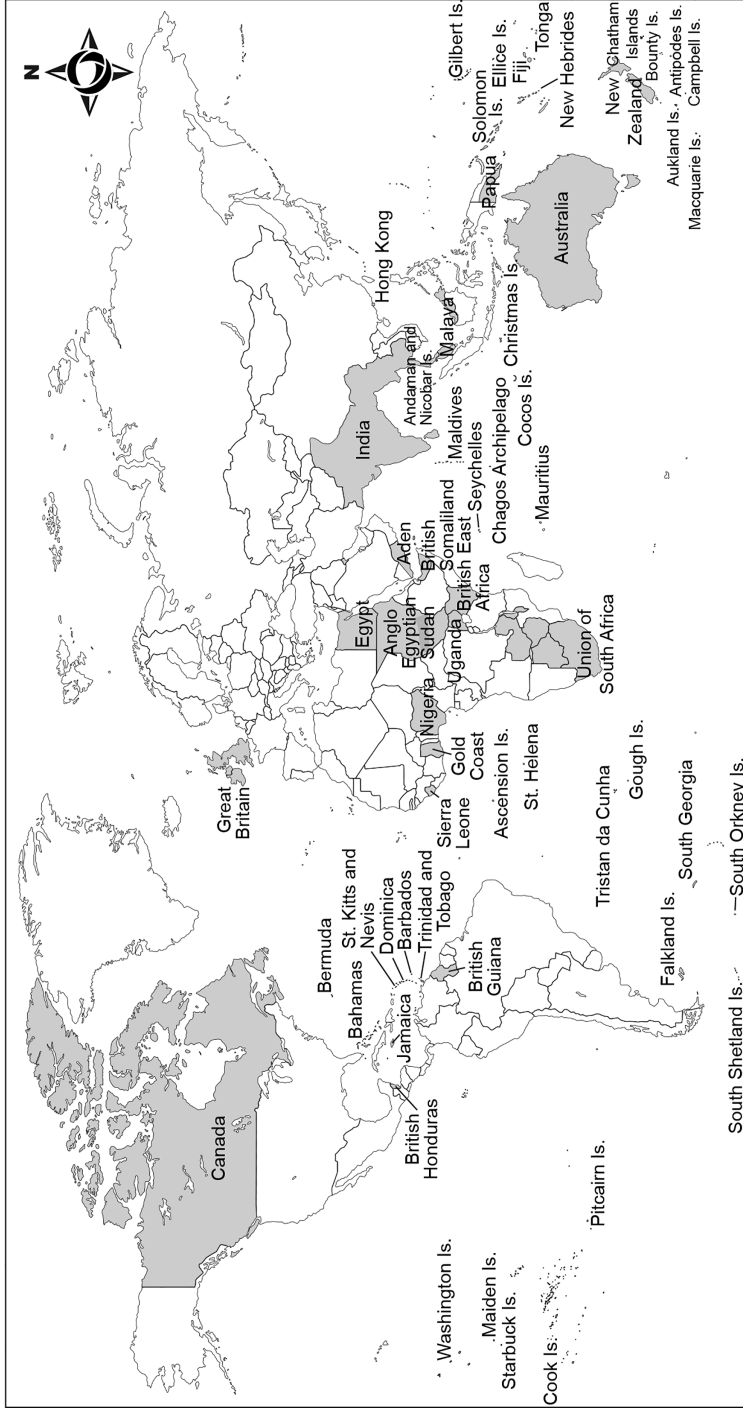 N
Canada
Great
Britain
Bermuda
Bahamas
St. Kitts and
Nevis
Dominica
Barbados
Trinidad and
Tobago
Jamaica
British
Honduras
British
Guiana
Washington Is.
Maiden Is.
Starbuck Is.
Cook Is.
Pitcairn Is.
Falkland Is.
South Georgia
South Shetland Is.
South Orkney Is.
Tristan da Cunha
Gough Is.
Sierra
Leone
Gold
Coast
Ascension Is.
St. Helena
Nigeria
Egypt
Anglo
Egyptian
Sudan
Uganda
British East
Africa
British
Somaliland
Aden
Union of
South Africa
Seychelles
Maldives
Chagos Archipelago
Cocos Is.
Mauritius
India
Andaman and
Nicobar Is.
Hong Kong
Malaya
Christmas Is.
Australia
Papua
Solomon
Is.
Gilbert Is.
Ellice Is.
Fiji
Tonga
New Hebrides
New
Zealand
Chatham
Islands
Bounty Is.
Antipodes Is.
Campbell Is.
Aukland Is.
Macquarie Is.